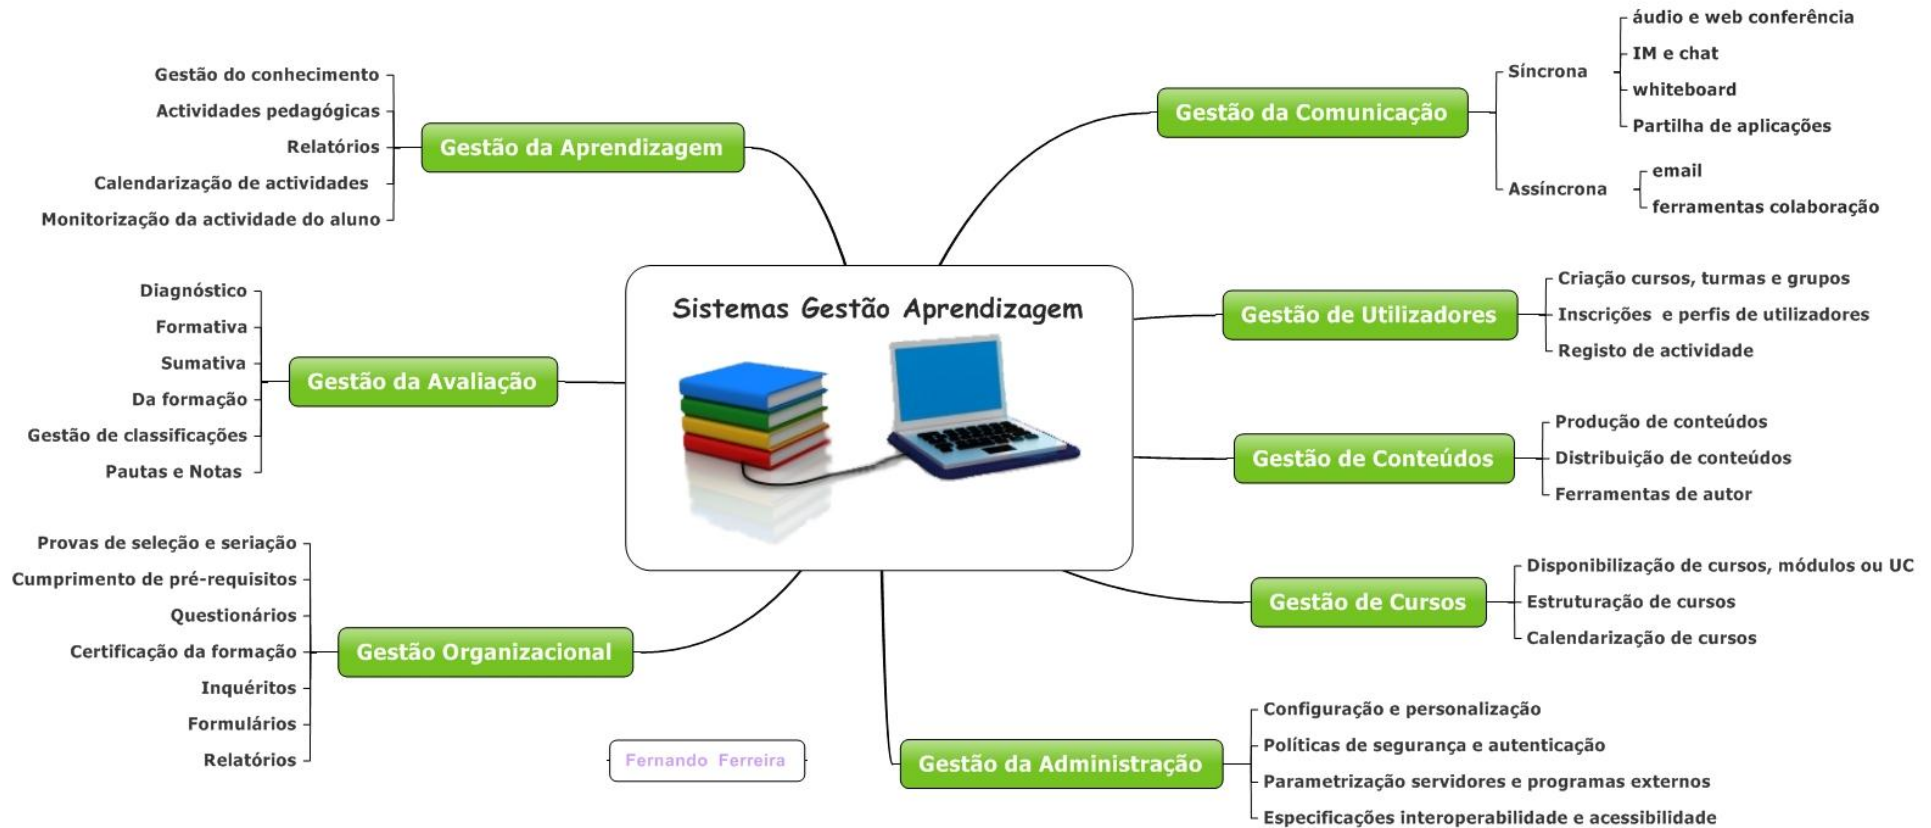 Sistemas Gestão Aprendizagem
Gestão da Comunicação
Síncrona
áudio e web conferência
IM e chat
whiteboard
Partilha de aplicações
Assíncrona
email
ferramentas colaboração
Gestão de Utilizadores
Criação cursos, turmas e grupos
Inscrições e perfis de utilizadores
Registo de actividade
Gestão de Conteúdos
Produção de conteúdos
Distribuição de conteúdos
Ferramentas de autor
Gestão de Cursos
Disponibilização de cursos, módulos ou UC
Estruturação de cursos
Calendarização de cursos
Gestão da Administração
Configuração e personalização
Políticas de segurança e autenticação
Parametrização servidores e programas externos
Especificações interoperabilidade e acessibilidade
Gestão da Aprendizagem
Gestão do conhecimento
Actividades pedagógicas
Relatórios
Calendarização de actividades
Monitorização da actividade do aluno
Gestão da Avaliação
Diagnóstico
Formativa
Sumativa
Da formação
Gestão de classificações
Pautas e Notas
Gestão Organizacional
Provas de seleção e seriação
Cumprimento de pré-requisitos
Questionários
Certificação da formação
Inquéritos
Formulários
Relatórios
Fernando Ferreira